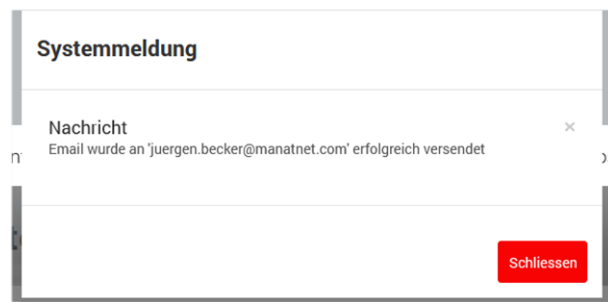 Systemmeldung
Nachricht
×
Email wurde an 'juergen.becker@manatnet.com' erfolgreich versendet
Schliessen